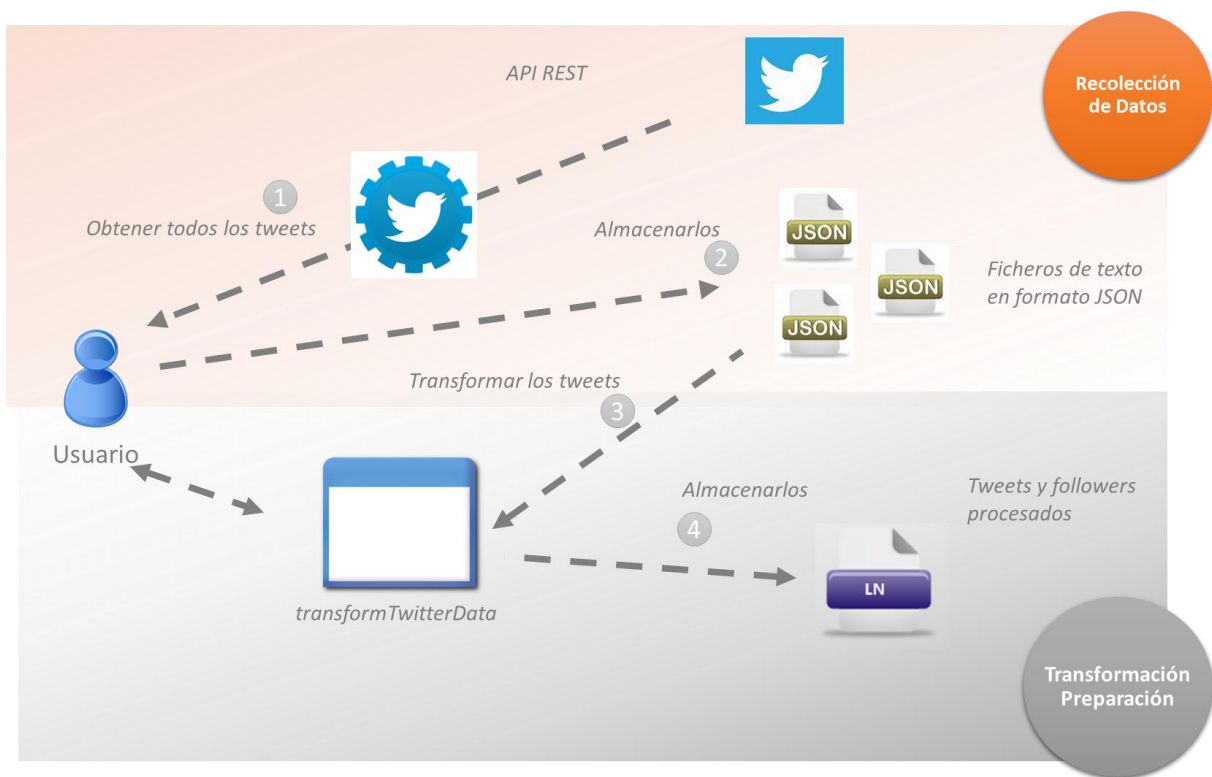 API REST
Recolección
de Datos
1
Obtener todos los tweets
Almacenarlos
2
JSON
JSON
JSON
Ficheros de texto
en formato JSON
Transformar los tweets
3
Usuario
Almacenarlos
4
Tweets y followers
procesados
LN
transformTwitterData
Transformación
Preparación